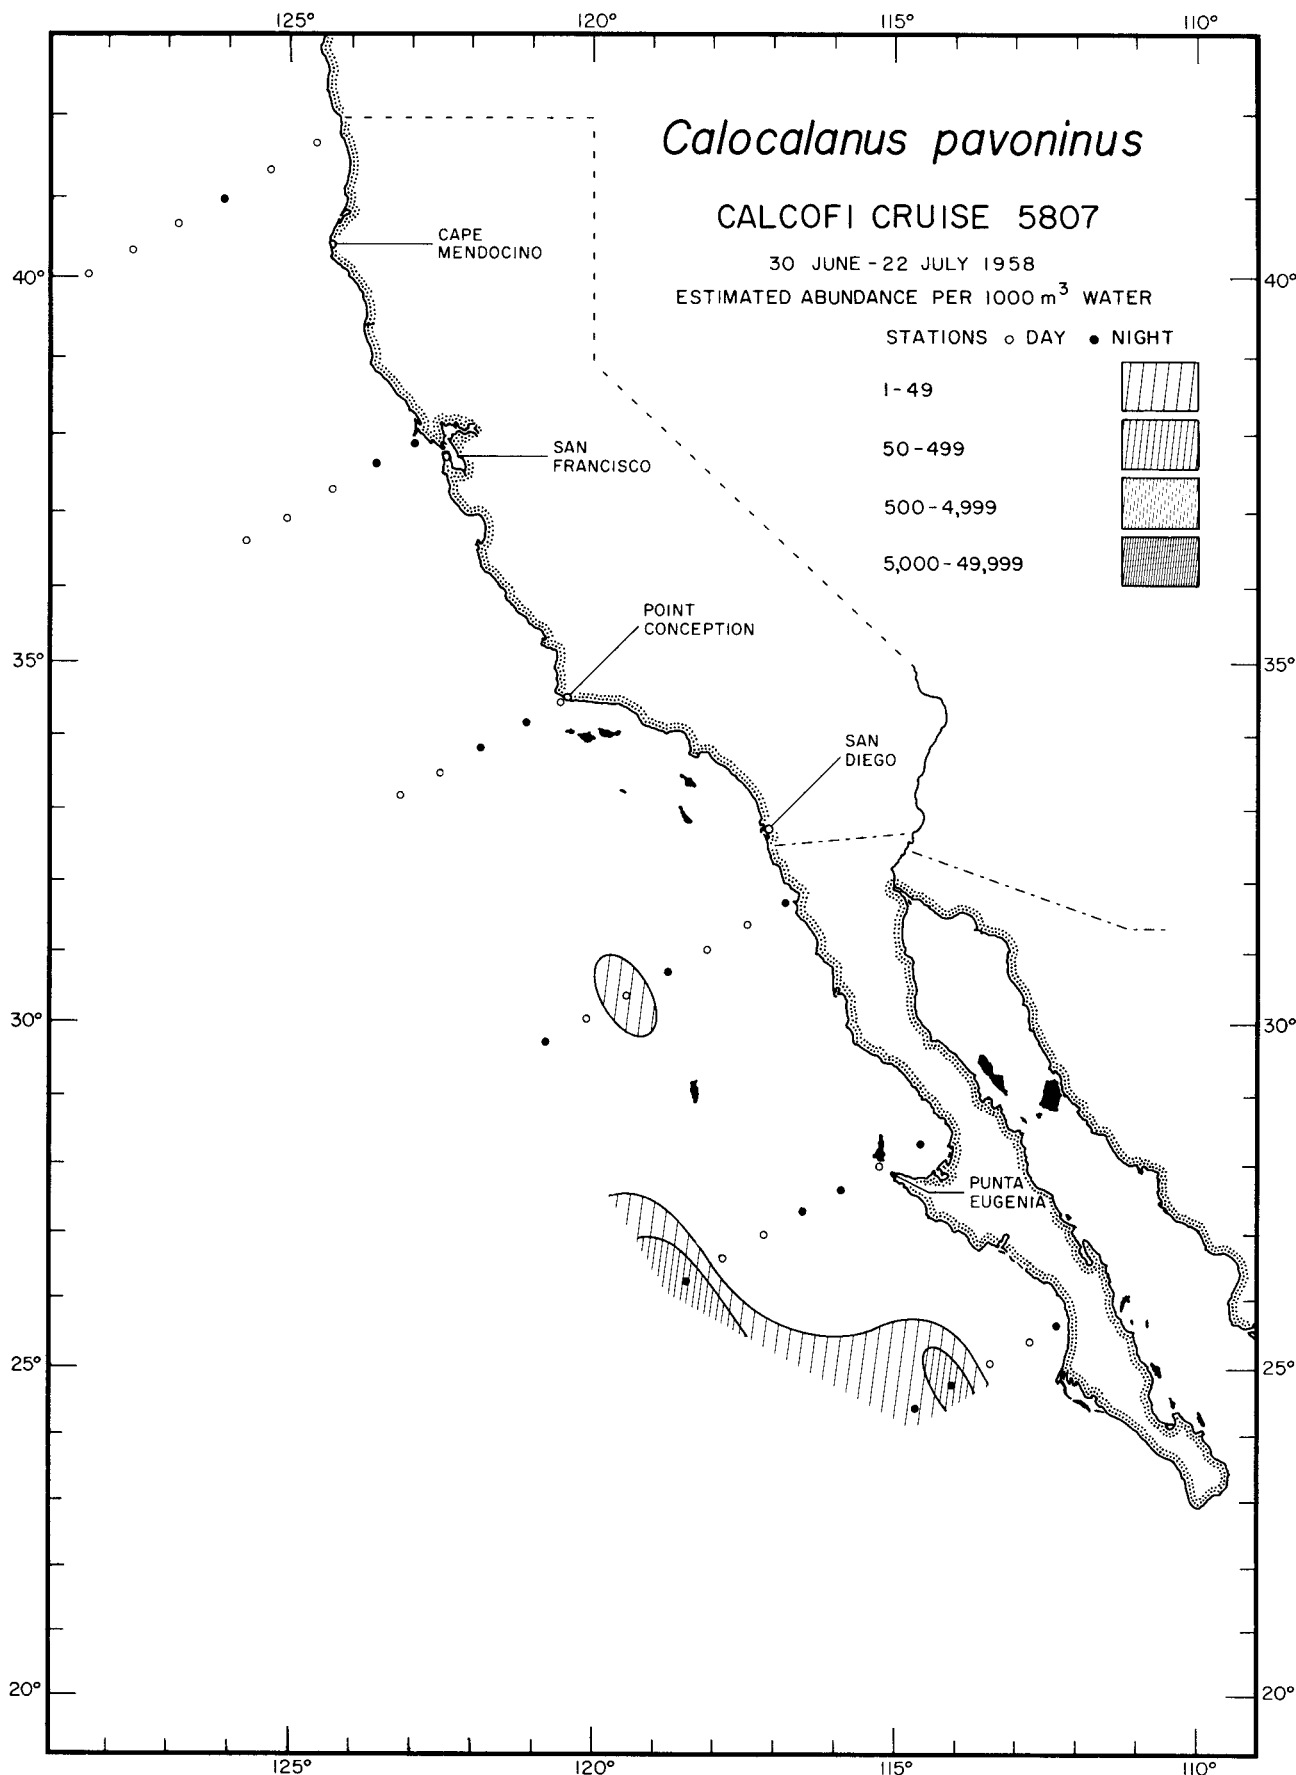 125° 120° 115° 110°
Calocalanus pavoninus
CALCOFI CRUISE 5807
30 JUNE - 22 JULY 1958
ESTIMATED ABUNDANCE PER 1000 m³ WATER
STATIONS ○ DAY ● NIGHT
1-49
50-499
500-4,999
5,000-49,999
CAPE
MENDOCINO
40° 40°
SAN
FRANCISCO
POINT
CONCEPTION
35° 35°
SAN
DIEGO
30° 30°
PUNTA
EUGENIA
25° 25°
20° 20°
125° 120° 115° 110°